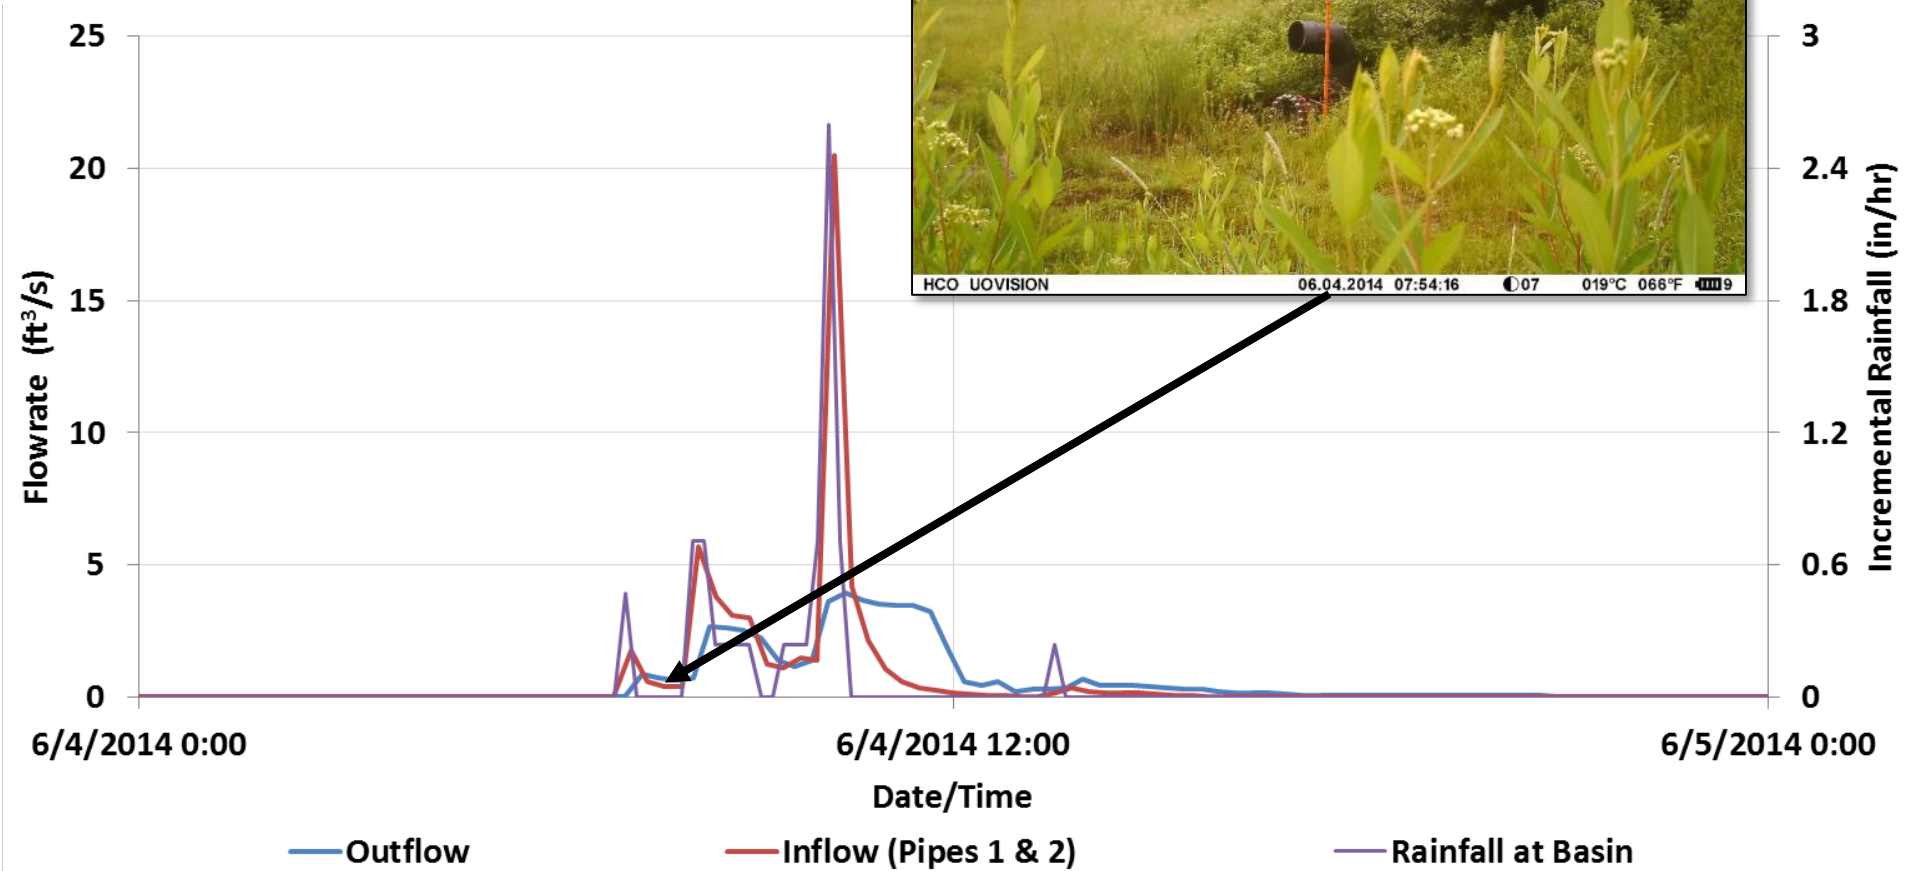 25
20
15
10
5
0
Flowrate (ft³/s)
3
2.4
1.8
1.2
0.6
0
Incremental Rainfall (in/hr)
HCO UOVISION 06.04.2014 07:54:16 07 019°C 066°F 9
6/4/2014 0:00 6/4/2014 12:00 6/5/2014 0:00
Date/Time
Outflow Inflow (Pipes 1 & 2) Rainfall at Basin